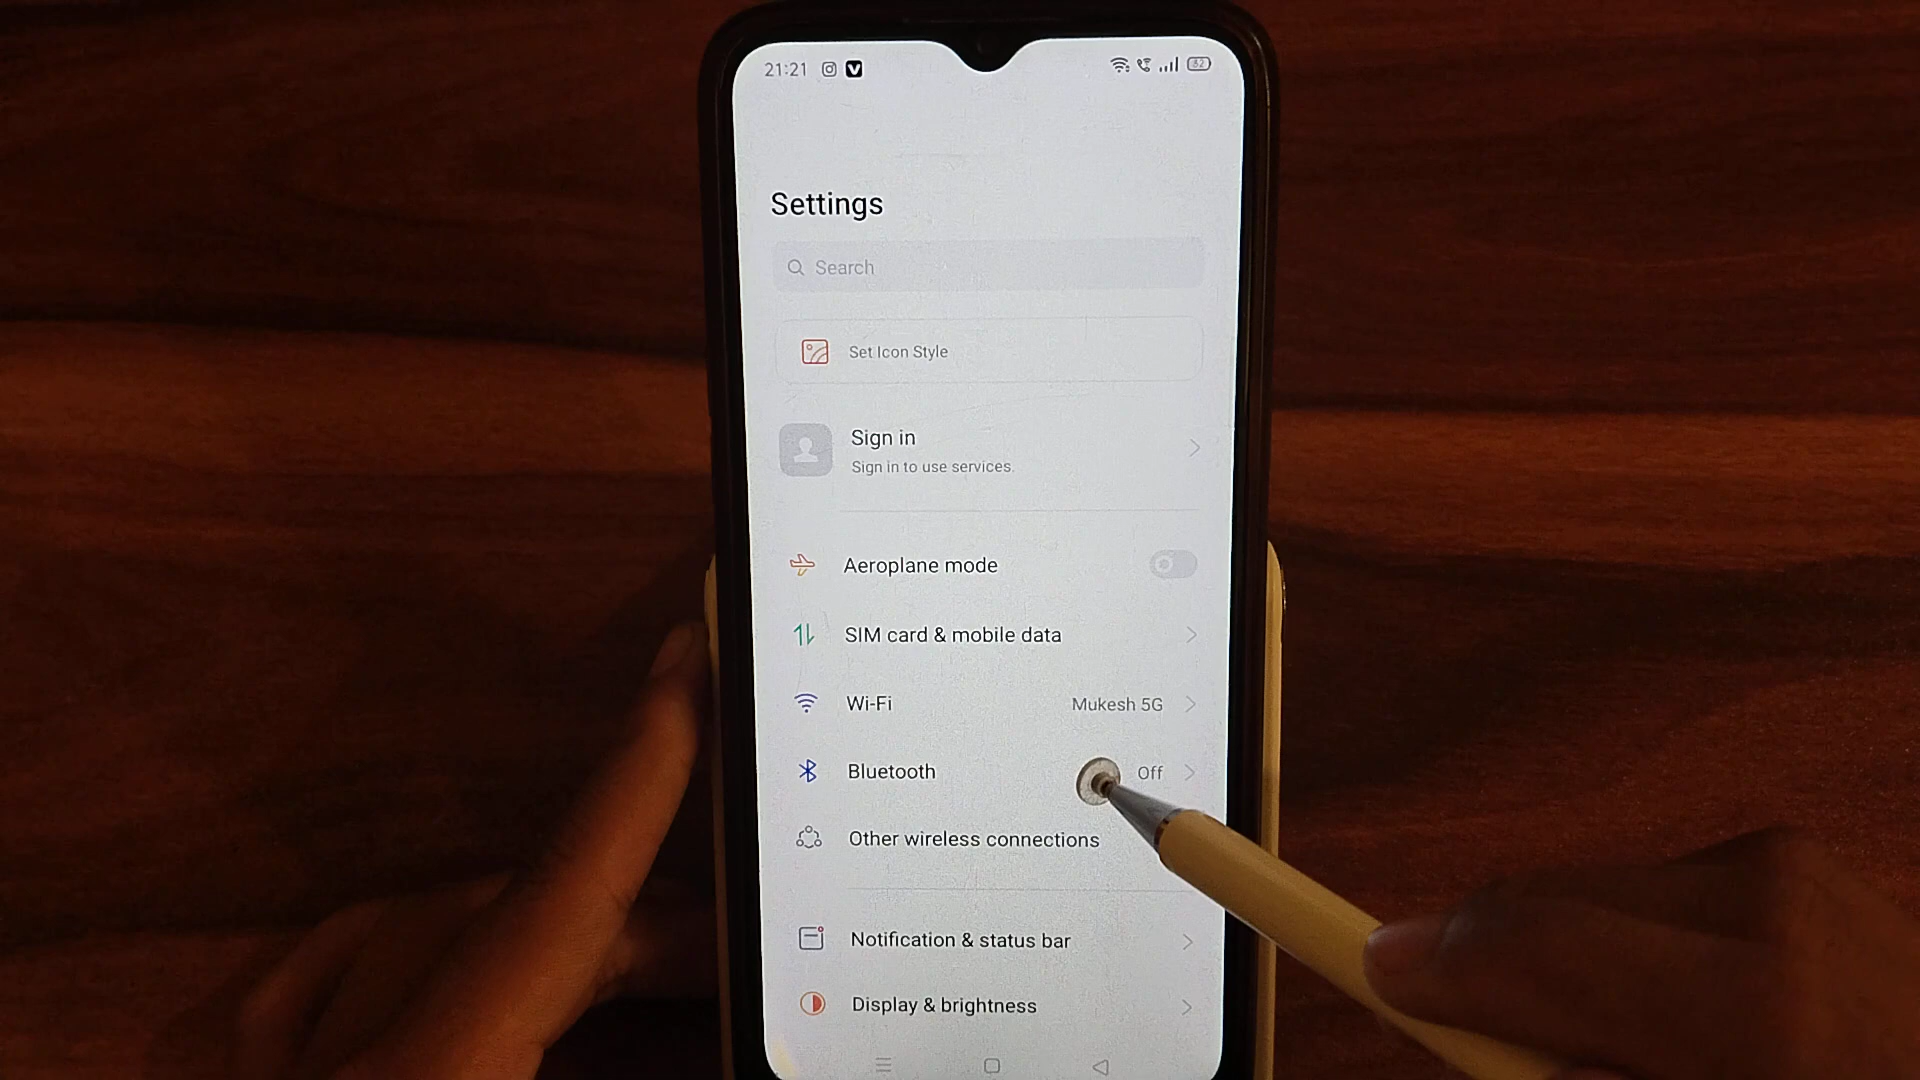 21:21
32
Settings
Search
Set Icon Style
Sign in
Sign in to use services.
Aeroplane mode
SIM card & mobile data
Wi-Fi
Mukesh 5G
Bluetooth
Off
Other wireless connections
Notification & status bar
Display & brightness